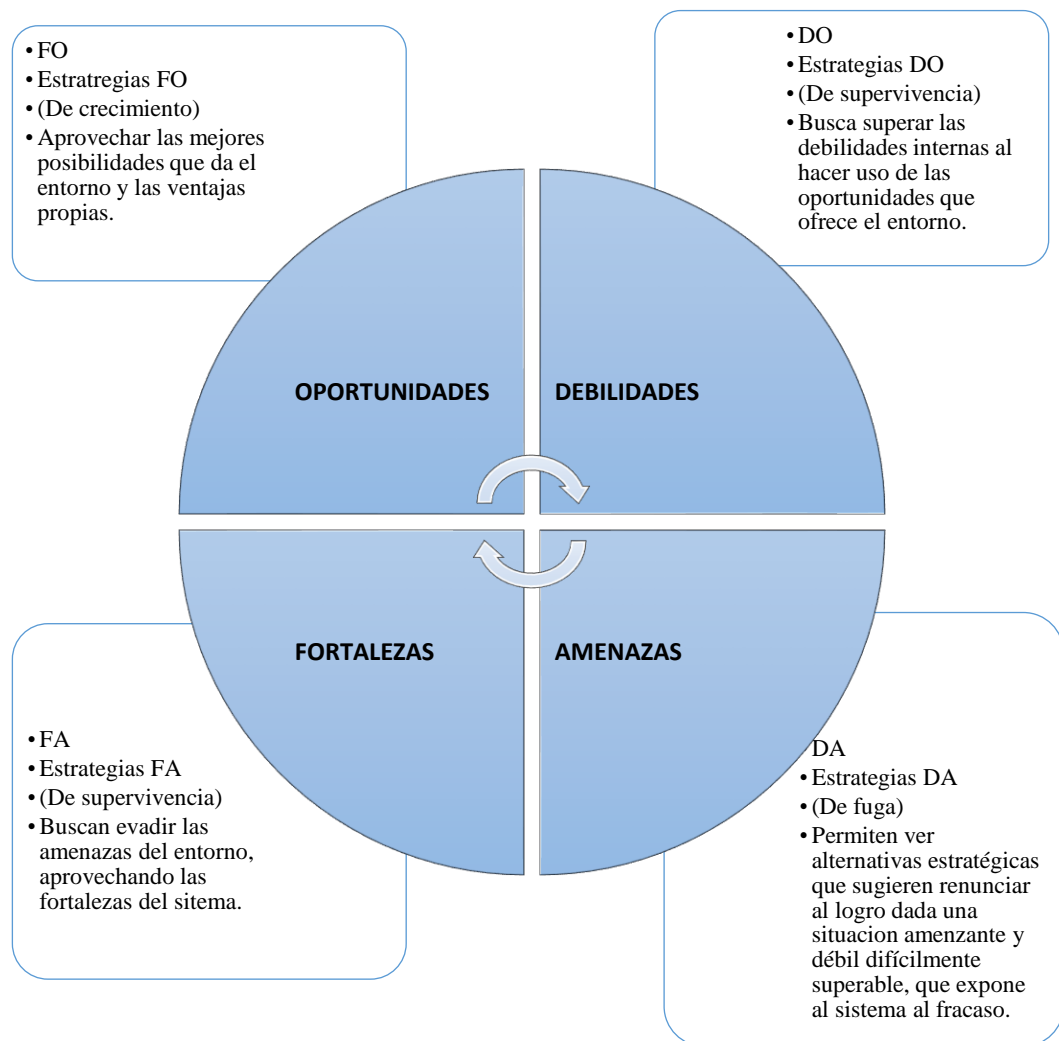 • FO
• Estratregias FO
• (De crecimiento)
• Aprovechar las mejores
posibilidades que da el
entorno y las ventajas
propias.
• DO
• Estrategias DO
• (De supervivencia)
• Busca superar las
debilidades internas al
hacer uso de las
oportunidades que
ofrece el entorno.
OPORTUNIDADES
DEBILIDADES
FORTALEZAS
AMENAZAS
• FA
• Estrategias FA
• (De supervivencia)
• Buscan evadir las
amenazas del entorno,
aprovechando las
fortalezas del sitema.
DA
• Estrategias DA
• (De fuga)
• Permiten ver
alternativas estratégicas
que sugieren renunciar
al logro dada una
situacion amenzante y
débil difícilmente
superable, que expone
al sistema al fracaso.